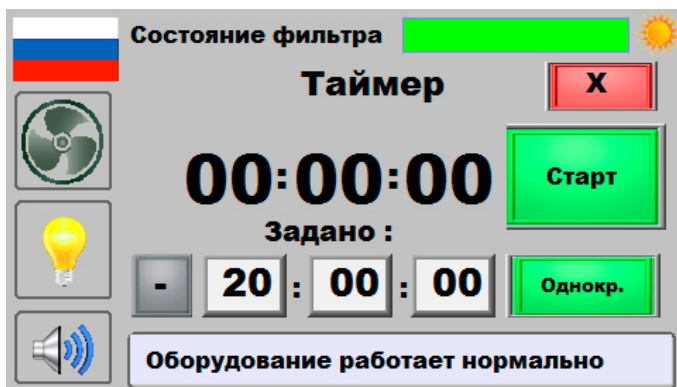 Состояние фильтра
Таймер
X
00:00:00
Старт
Задано :
- 20 : 00 : 00
Однокр.
Оборудование работает нормально